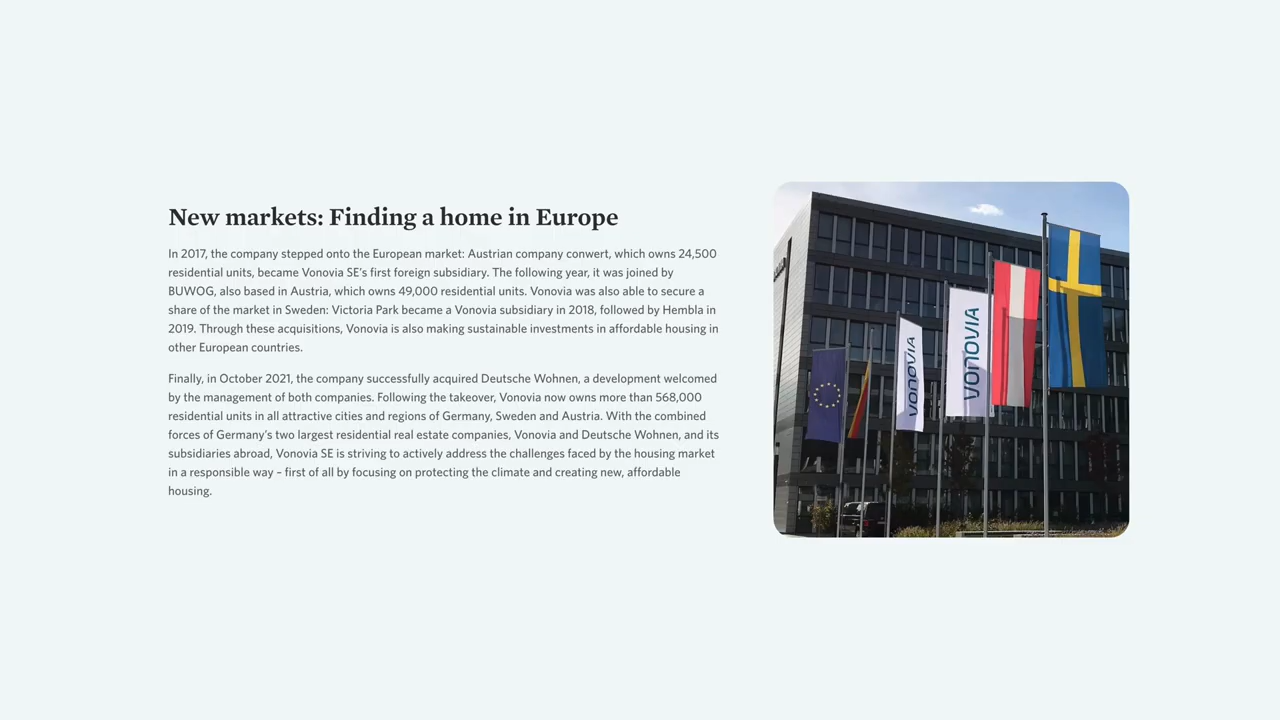 New markets: Finding a home in Europe
In 2017, the company stepped onto the European market: Austrian company conwert, which owns 24,500
residential units, became Vonovia SE's first foreign subsidiary. The following year, it was joined by
BUWOG, also based in Austria, which owns 49,000 residential units. Vonovia was also able to secure a
share of the market in Sweden: Victoria Park became a Vonovia subsidiary in 2018, followed by Hembla in
2019. Through these acquisitions, Vonovia is also making sustainable investments in affordable housing in
other European countries.
Finally, in October 2021, the company successfully acquired Deutsche Wohnen, a development welcomed
by the management of both companies. Following the takeover, Vonovia now owns more than 568,000
residential units in all attractive cities and regions of Germany, Sweden and Austria. With the combined
forces of Germany's two largest residential real estate companies, Vonovia and Deutsche Wohnen, and its
subsidiaries abroad, Vonovia SE is striving to actively address the challenges faced by the housing market
in a responsible way – first of all by focusing on protecting the climate and creating new, affordable
housing.
VONOVIA
VONOVIA